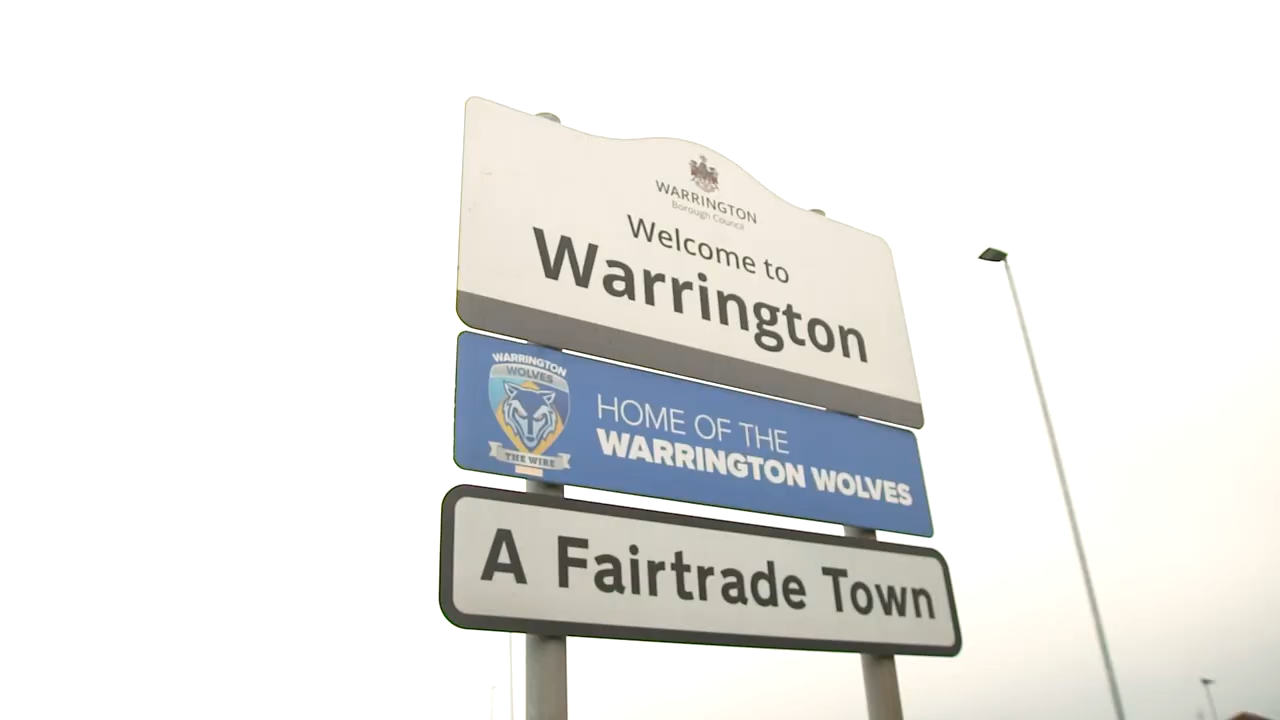 WARRINGTON
Borough Council
Welcome to
Warrington
WARRINGTON
WOLVES
THE WIRE
HOME OF THE
WARRINGTON WOLVES
A Fairtrade Town